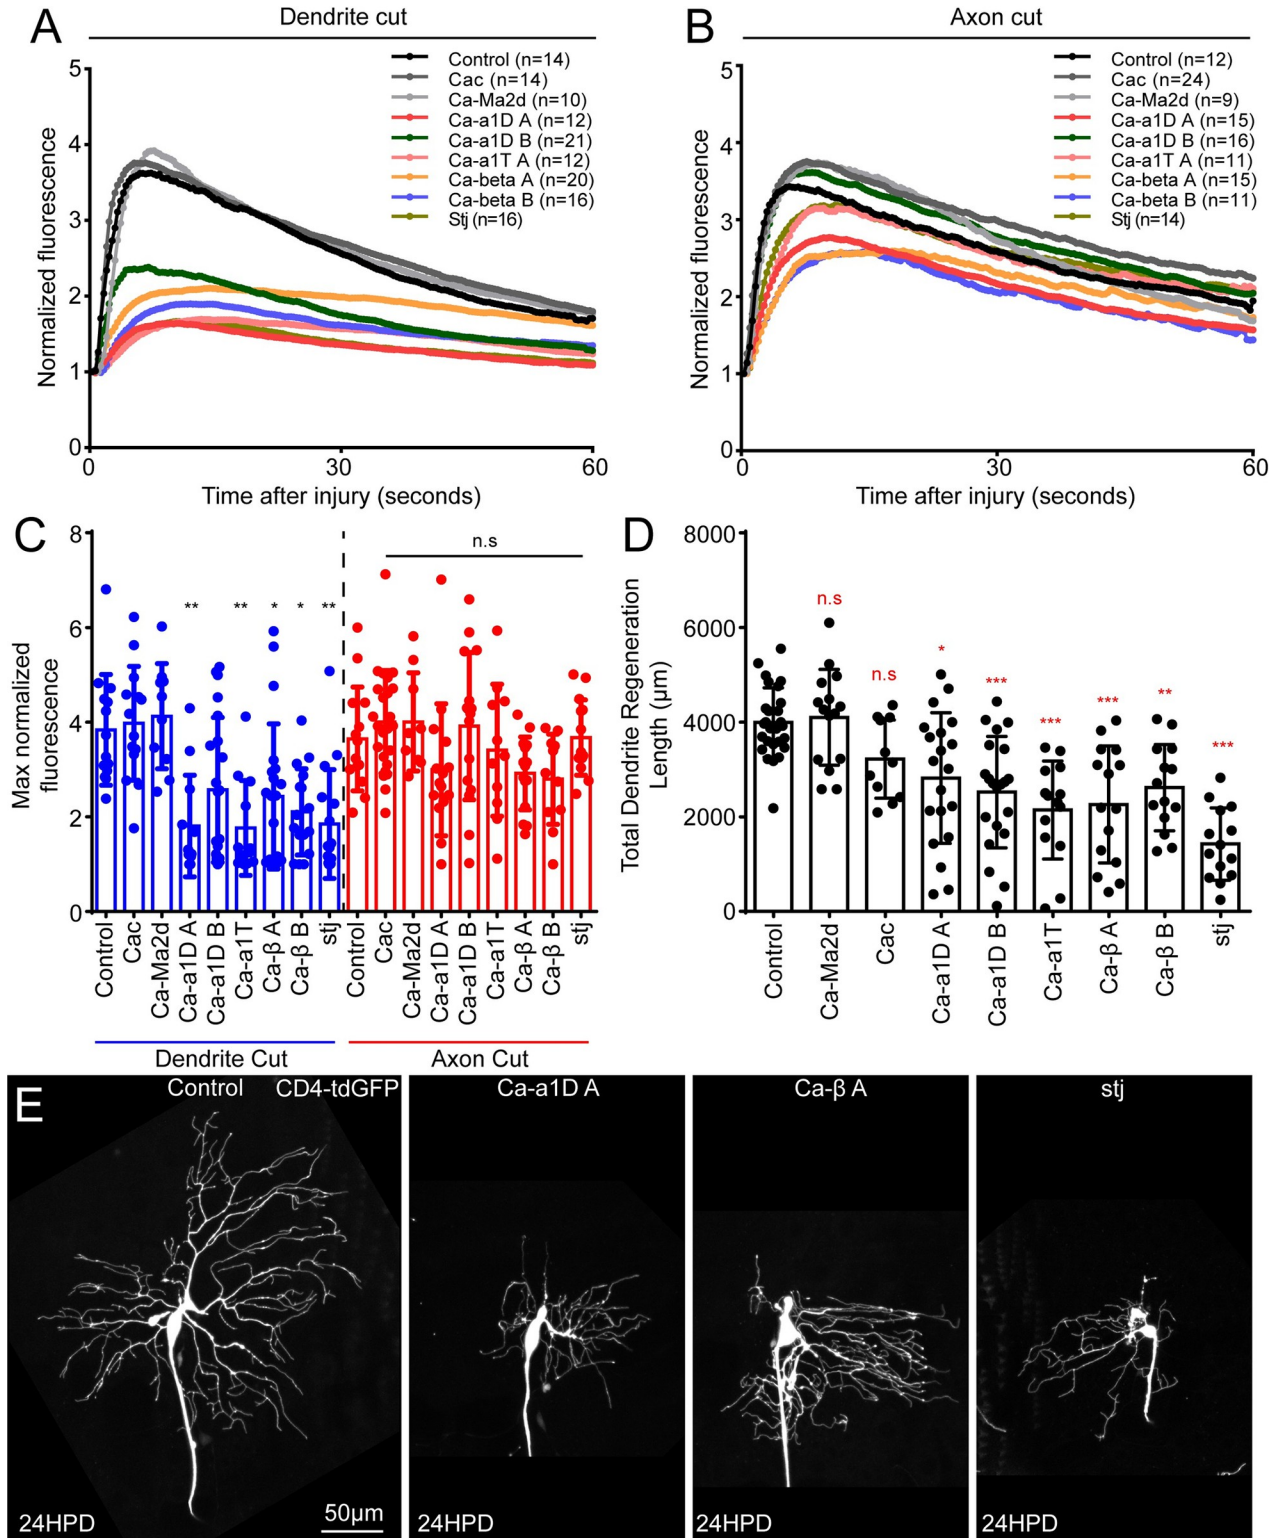 A
Dendrite cut
Control (n=14)
Cac (n=14)
Ca-Ma2d (n=10)
Ca-a1D A (n=12)
Ca-a1D B (n=21)
Ca-a1T A (n=12)
Ca-beta A (n=20)
Ca-beta B (n=16)
Stj (n=16)
Normalized fluorescence
5
4
3
2
1
0
0 30 60
Time after injury (seconds)
B
Axon cut
Control (n=12)
Cac (n=24)
Ca-Ma2d (n=9)
Ca-a1D A (n=15)
Ca-a1D B (n=16)
Ca-a1T A (n=11)
Ca-beta A (n=15)
Ca-beta B (n=11)
Stj (n=14)
Normalized fluorescence
5
4
3
2
1
0
0 30 60
Time after injury (seconds)
C
Max normalized
fluorescence
8
6
4
2
0
** ** * * **
n.s
Control
Cac
Ca-Ma2d
Ca-a1D A
Ca-a1D B
Ca-a1T
Ca-β A
Ca-β B
stj
Control
Cac
Ca-Ma2d
Ca-a1D A
Ca-a1D B
Ca-a1T
Ca-β A
Ca-β B
stj
Dendrite Cut
Axon Cut
D
Total Dendrite Regeneration
Length (µm)
8000
6000
4000
2000
0
n.s
n.s
*
***
***
***
**
***
Control
Ca-Ma2d
Cac
Ca-a1D A
Ca-a1D B
Ca-a1T
Ca-β A
Ca-β B
stj
E
Control CD4-tdGFP
24HPD
50µm
Ca-a1D A
24HPD
Ca-β A
24HPD
stj
24HPD